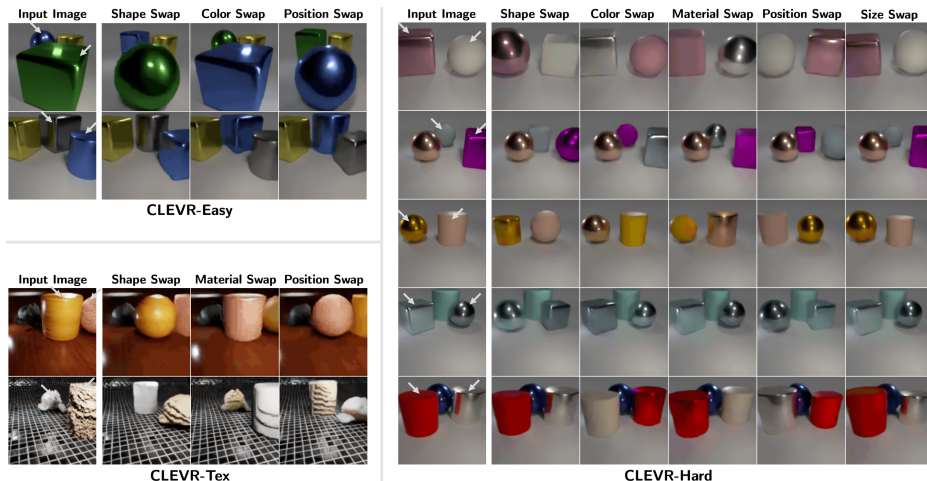 Input Image Shape Swap Color Swap Position Swap
CLEVR-Easy
Input Image Shape Swap Material Swap Position Swap
CLEVR-Tex
Input Image Shape Swap Color Swap Material Swap Position Swap Size Swap
CLEVR-Hard